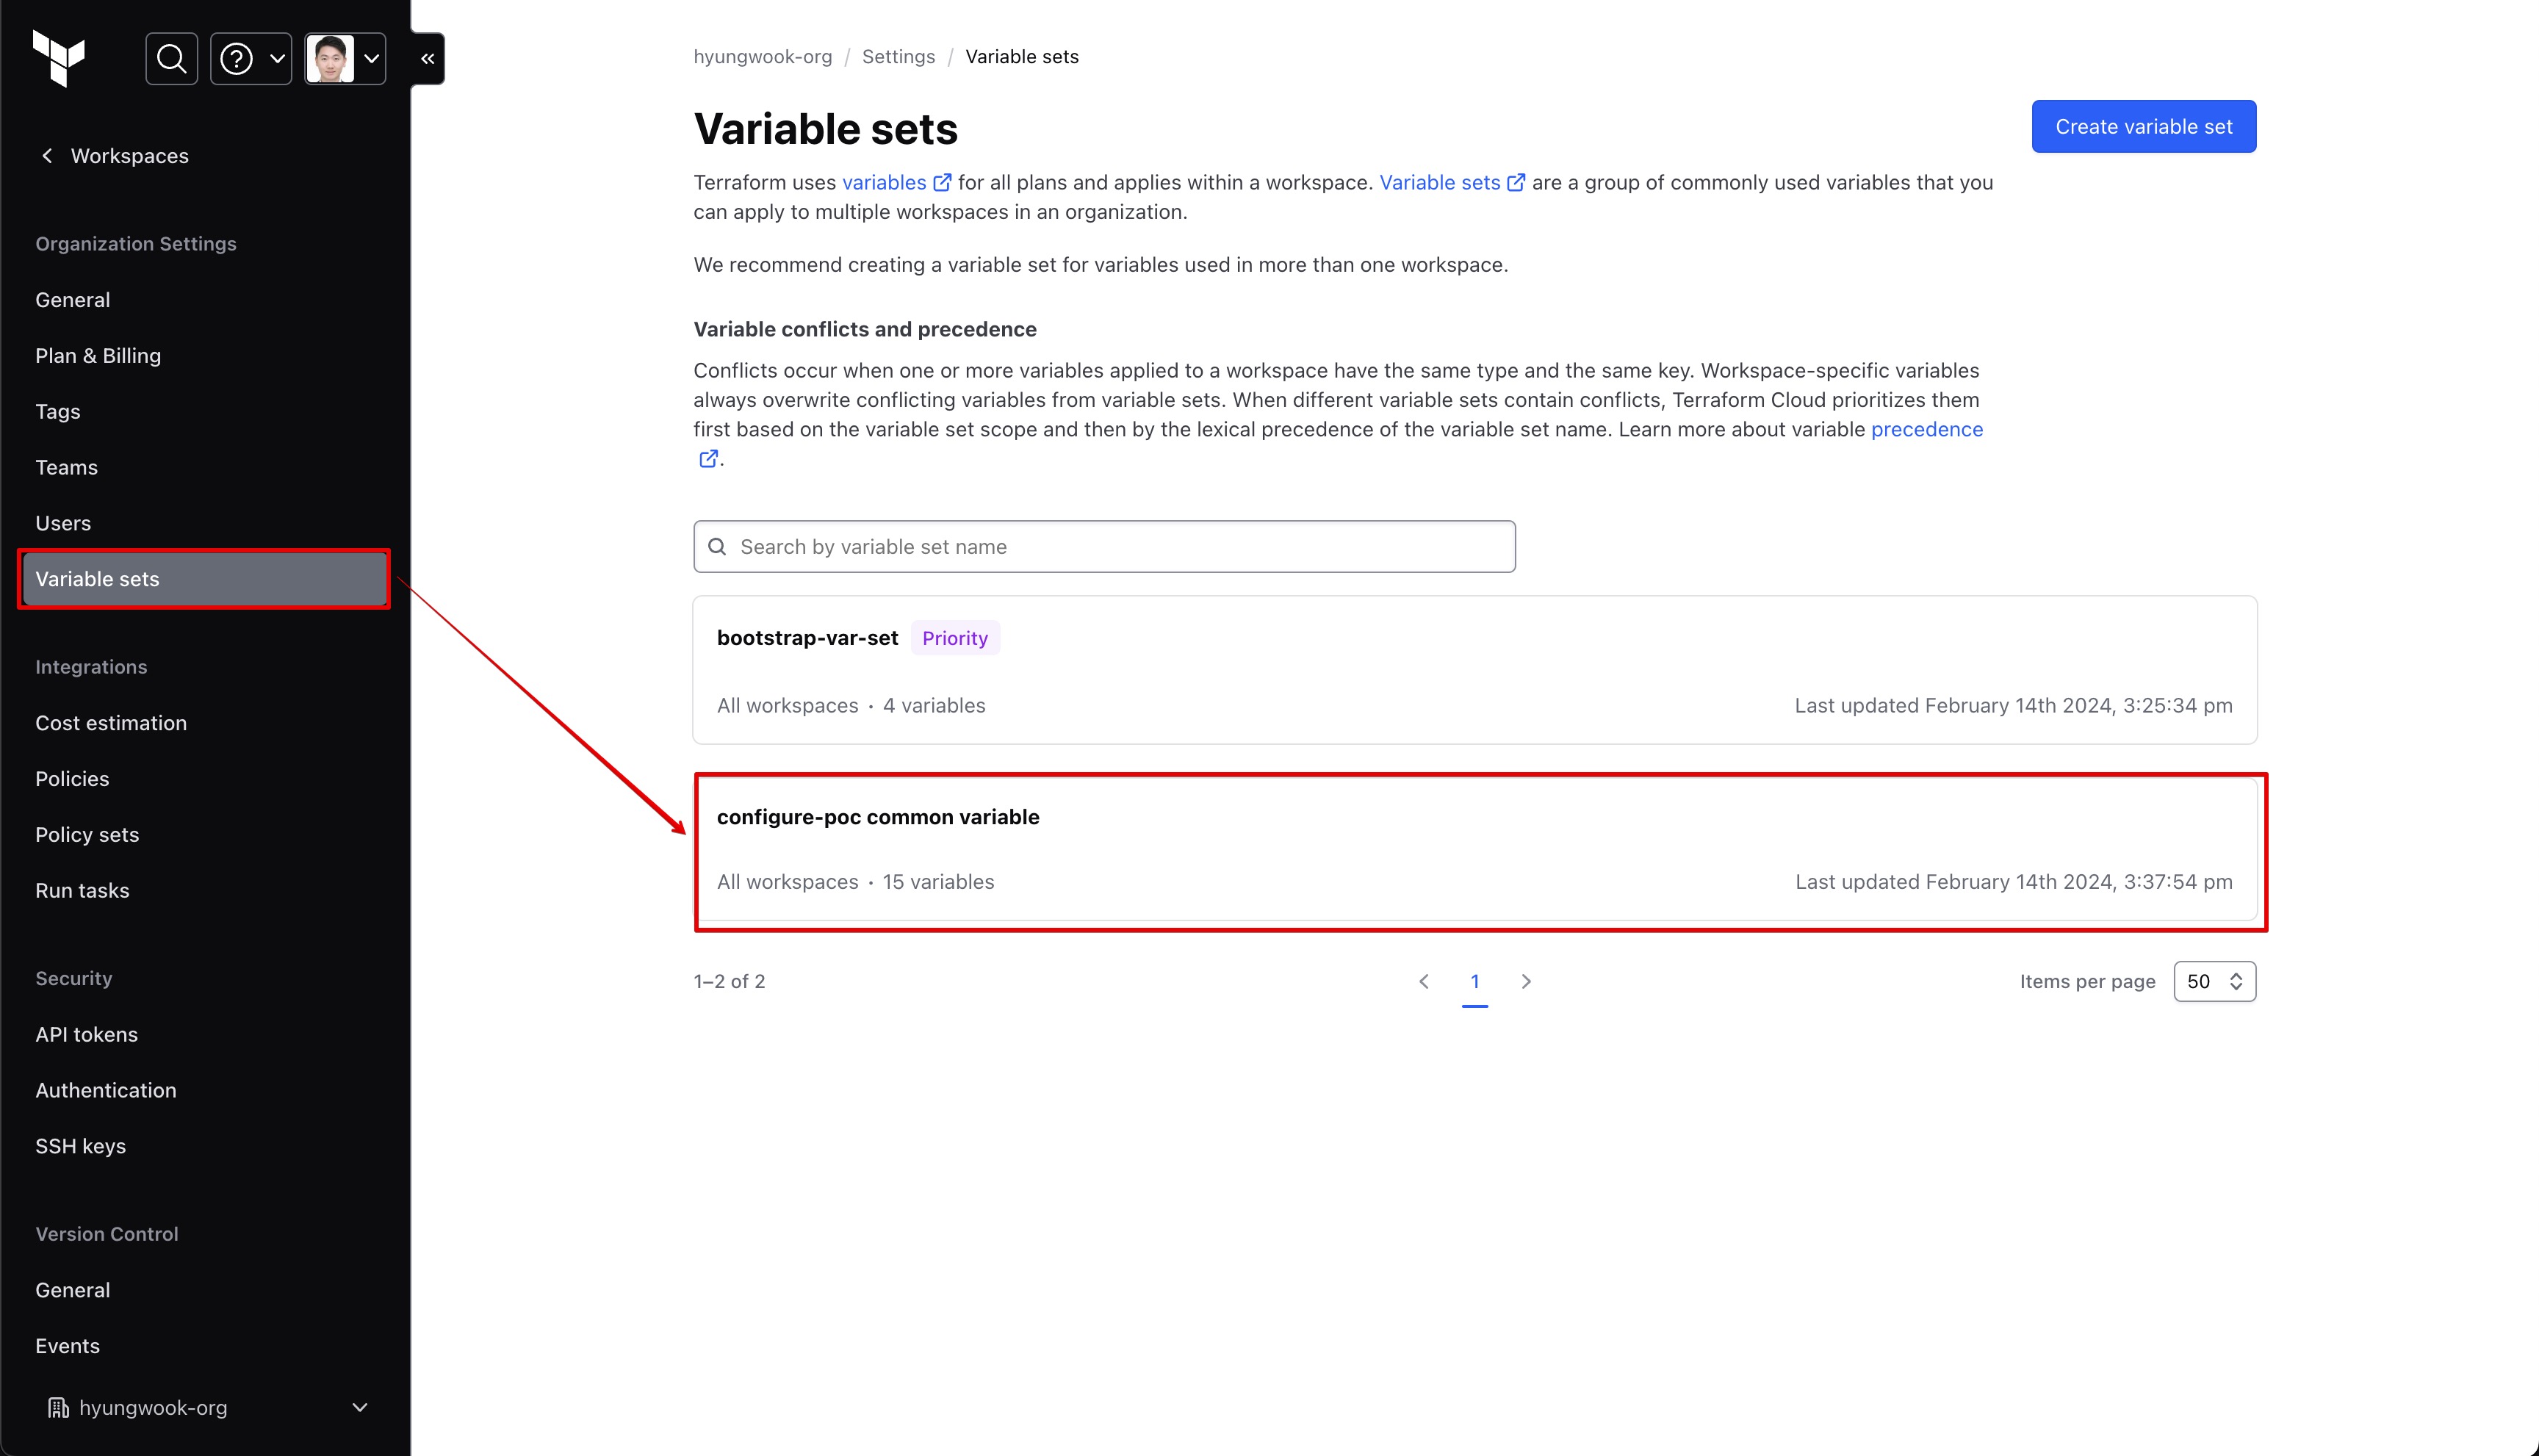 Workspaces
Organization Settings
General
Plan & Billing
Tags
Teams
Users
Variable sets
Integrations
Cost estimation
Policies
Policy sets
Run tasks
Security
API tokens
Authentication
SSH keys
Version Control
General
Events
hyungwook-org
hyungwook-org / Settings / Variable sets
Variable sets
Create variable set
Terraform uses variables for all plans and applies within a workspace. Variable sets are a group of commonly used variables that you
can apply to multiple workspaces in an organization.
We recommend creating a variable set for variables used in more than one workspace.
Variable conflicts and precedence
Conflicts occur when one or more variables applied to a workspace have the same type and the same key. Workspace-specific variables
always overwrite conflicting variables from variable sets. When different variable sets contain conflicts, Terraform Cloud prioritizes them
first based on the variable set scope and then by the lexical precedence of the variable set name. Learn more about variable precedence
.
Search by variable set name
bootstrap-var-set Priority
All workspaces · 4 variables Last updated February 14th 2024, 3:25:34 pm
configure-poc common variable
All workspaces · 15 variables Last updated February 14th 2024, 3:37:54 pm
1–2 of 2 1 Items per page 50